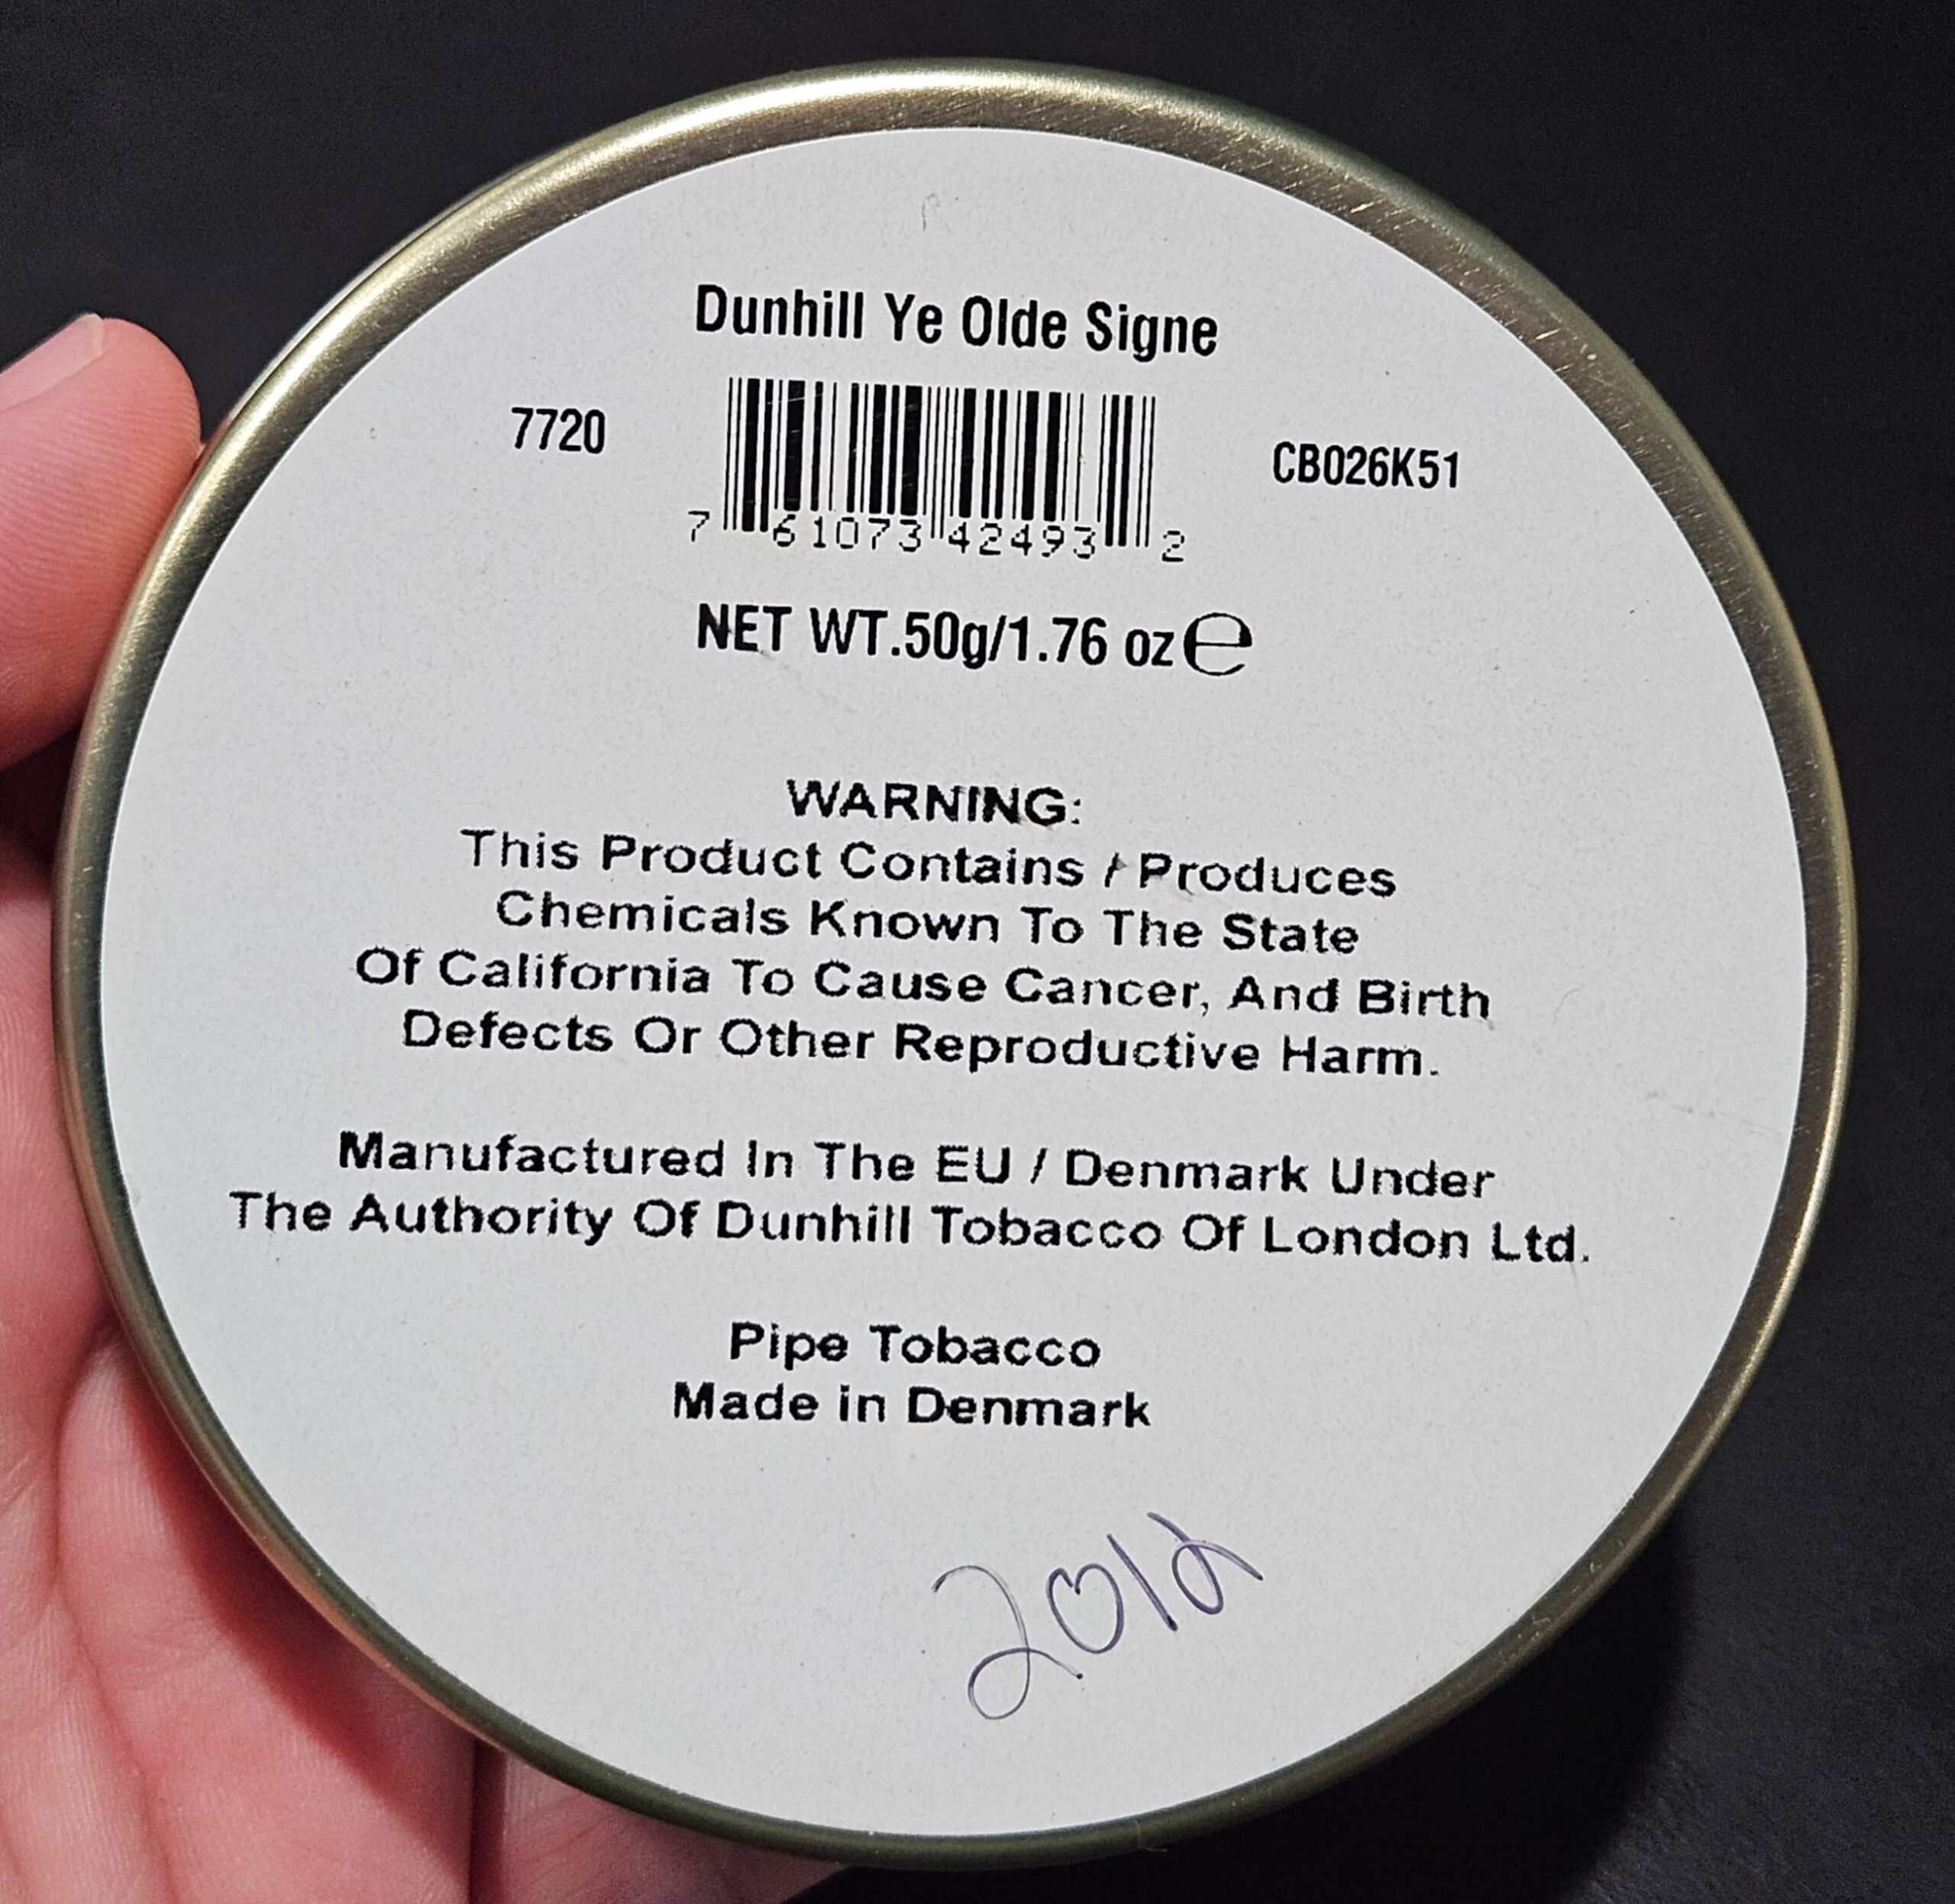 Dunhill Ye Olde Signe
7720
CB026K51
7 61073 42493 2
NET WT.50g/1.76 oz ℮
WARNING:
This Product Contains / Produces
Chemicals Known To The State
Of California To Cause Cancer, And Birth
Defects Or Other Reproductive Harm.
Manufactured In The EU / Denmark Under
The Authority Of Dunhill Tobacco Of London Ltd.
Pipe Tobacco
Made in Denmark
2012